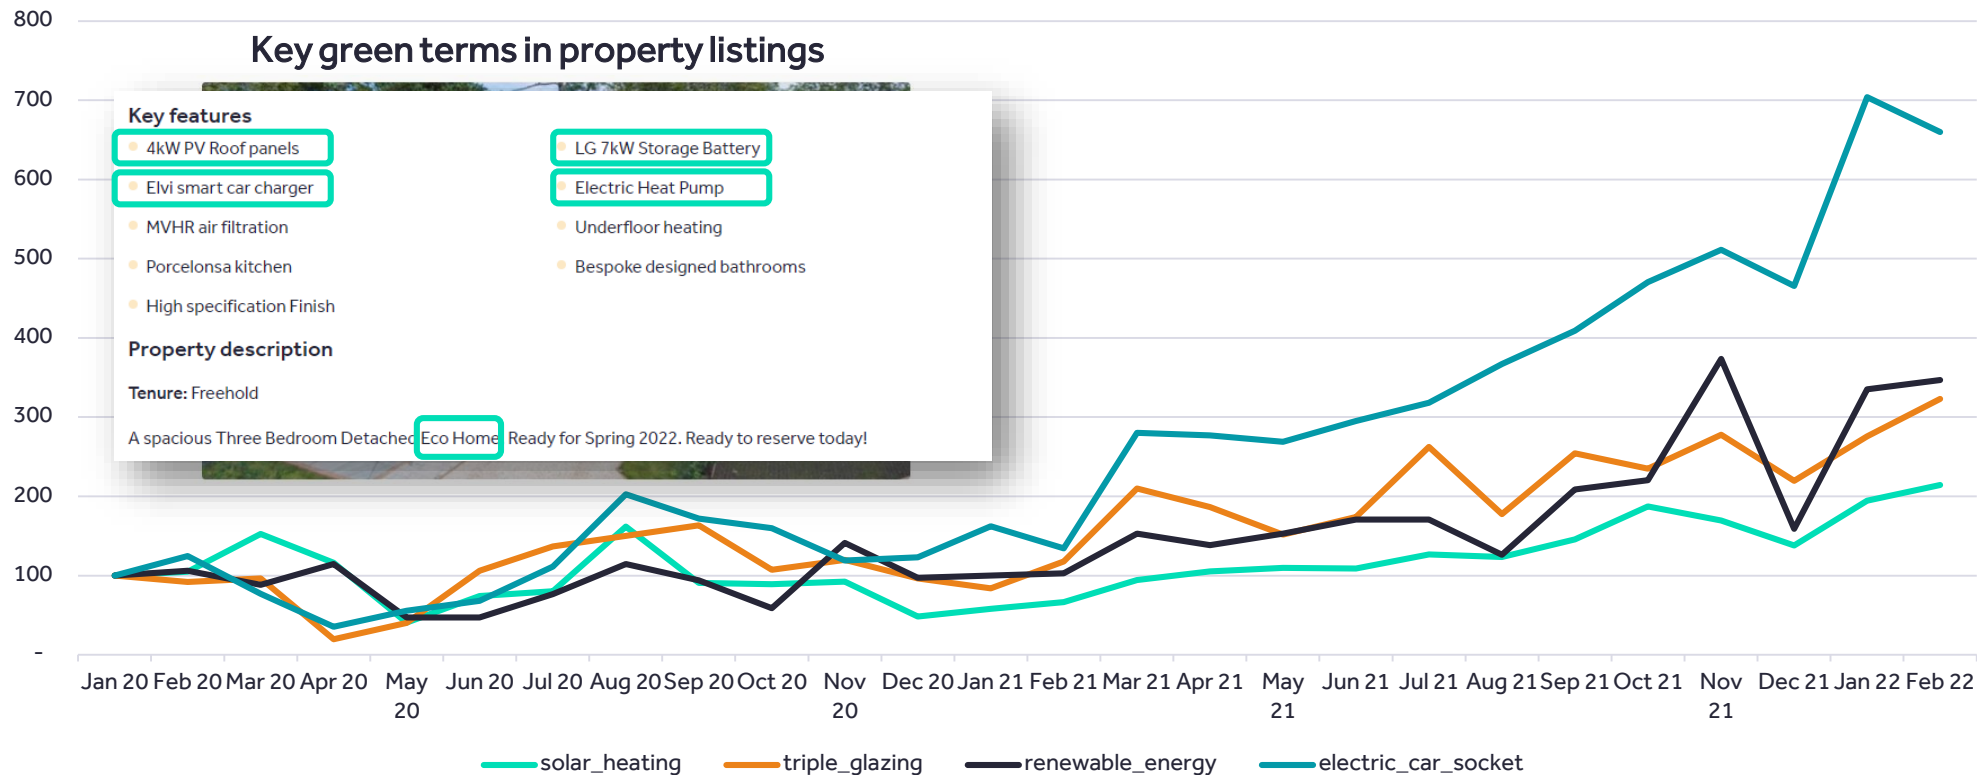 Key green terms in property listings
800
700
600
500
400
300
200
100
-
Key features
4kW PV Roof panels
LG 7kW Storage Battery
Elvi smart car charger
Electric Heat Pump
MVHR air filtration
Underfloor heating
Porcelonsa kitchen
Bespoke designed bathrooms
High specification Finish
Property description
Tenure: Freehold
A spacious Three Bedroom Detached Eco Home Ready for Spring 2022. Ready to reserve today!
Jan 20 Feb 20 Mar 20 Apr 20 May 20 Jun 20 Jul 20 Aug 20 Sep 20 Oct 20 Nov 20 Dec 20 Jan 21 Feb 21 Mar 21 Apr 21 May 21 Jun 21 Jul 21 Aug 21 Sep 21 Oct 21 Nov 21 Dec 21 Jan 22 Feb 22
solar_heating triple_glazing renewable_energy electric_car_socket